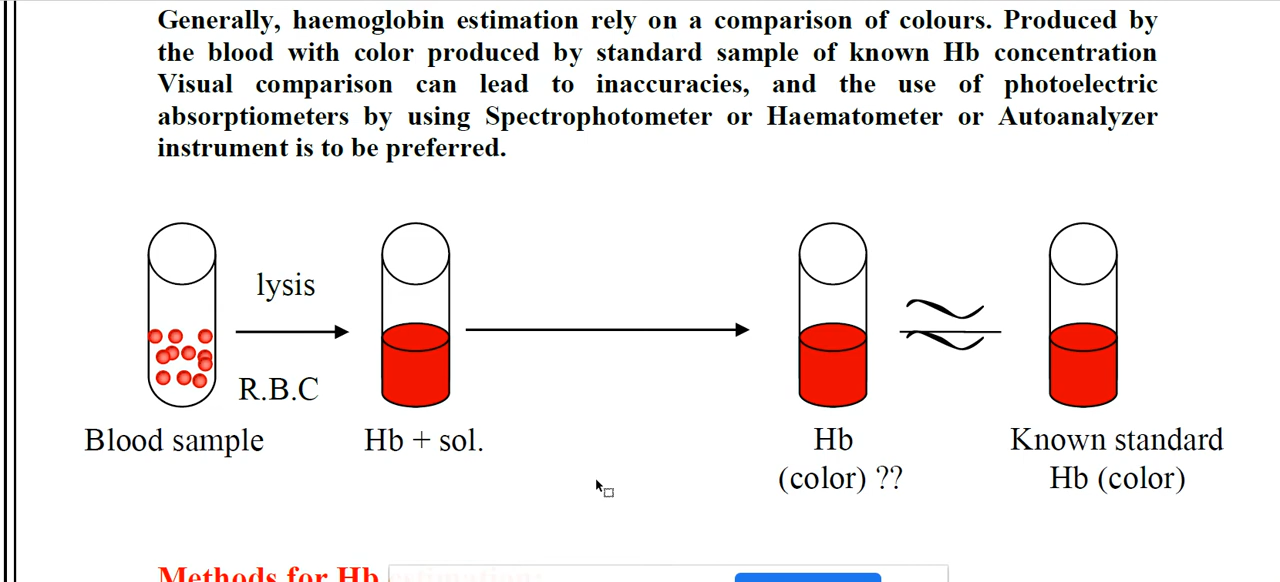 Generally, haemoglobin estimation rely on a comparison of colours. Produced by
the blood with color produced by standard sample of known Hb concentration
Visual comparison can lead to inaccuracies, and the use of photoelectric
absorptiometers by using Spectrophotometer or Haematometer or Autoanalyzer
instrument is to be preferred.
lysis
R.B.C
Blood sample
Hb + sol.
Hb
(color) ??
Known standard
Hb (color)
Methods for Hb